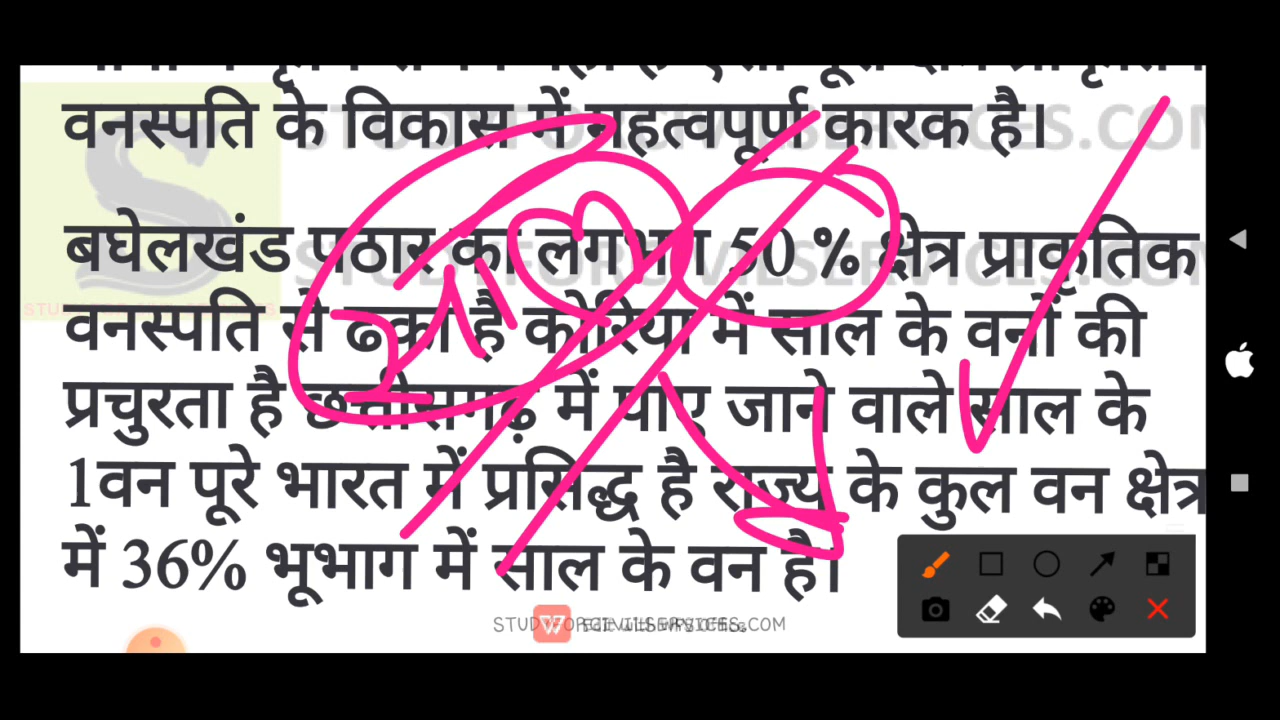 वनस्पति के विकास में महत्वपूर्ण कारक है।
बघेलखंड पठार का लगभग 50 % क्षेत्र प्राकृतिक
वनस्पति से ढका है कोरिया में साल के वनों की
प्रचुरता है छत्तीसगढ़ में पाए जाने वाले साल के
1वन पूरे भारत में प्रसिद्ध है राज्य के कुल वन क्षेत्र
में 36% भूभाग में साल के वन है।
STUDYFORCIVILSERVICES.COM